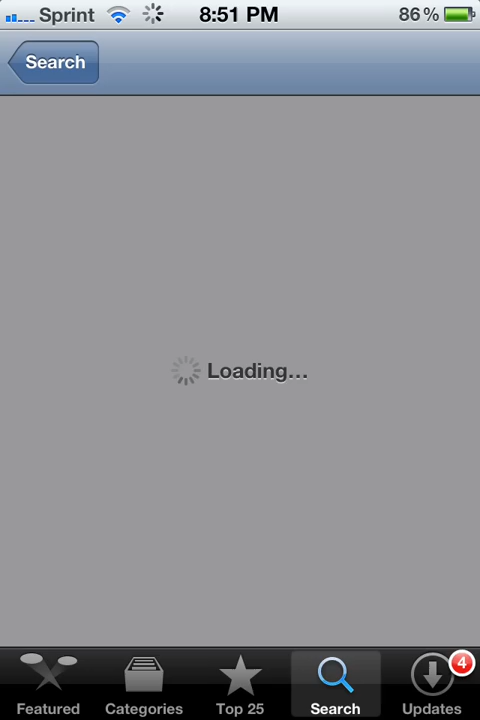 Sprint 8:51 PM 86%
Search
Loading...
4
Featured Categories Top 25 Search Updates